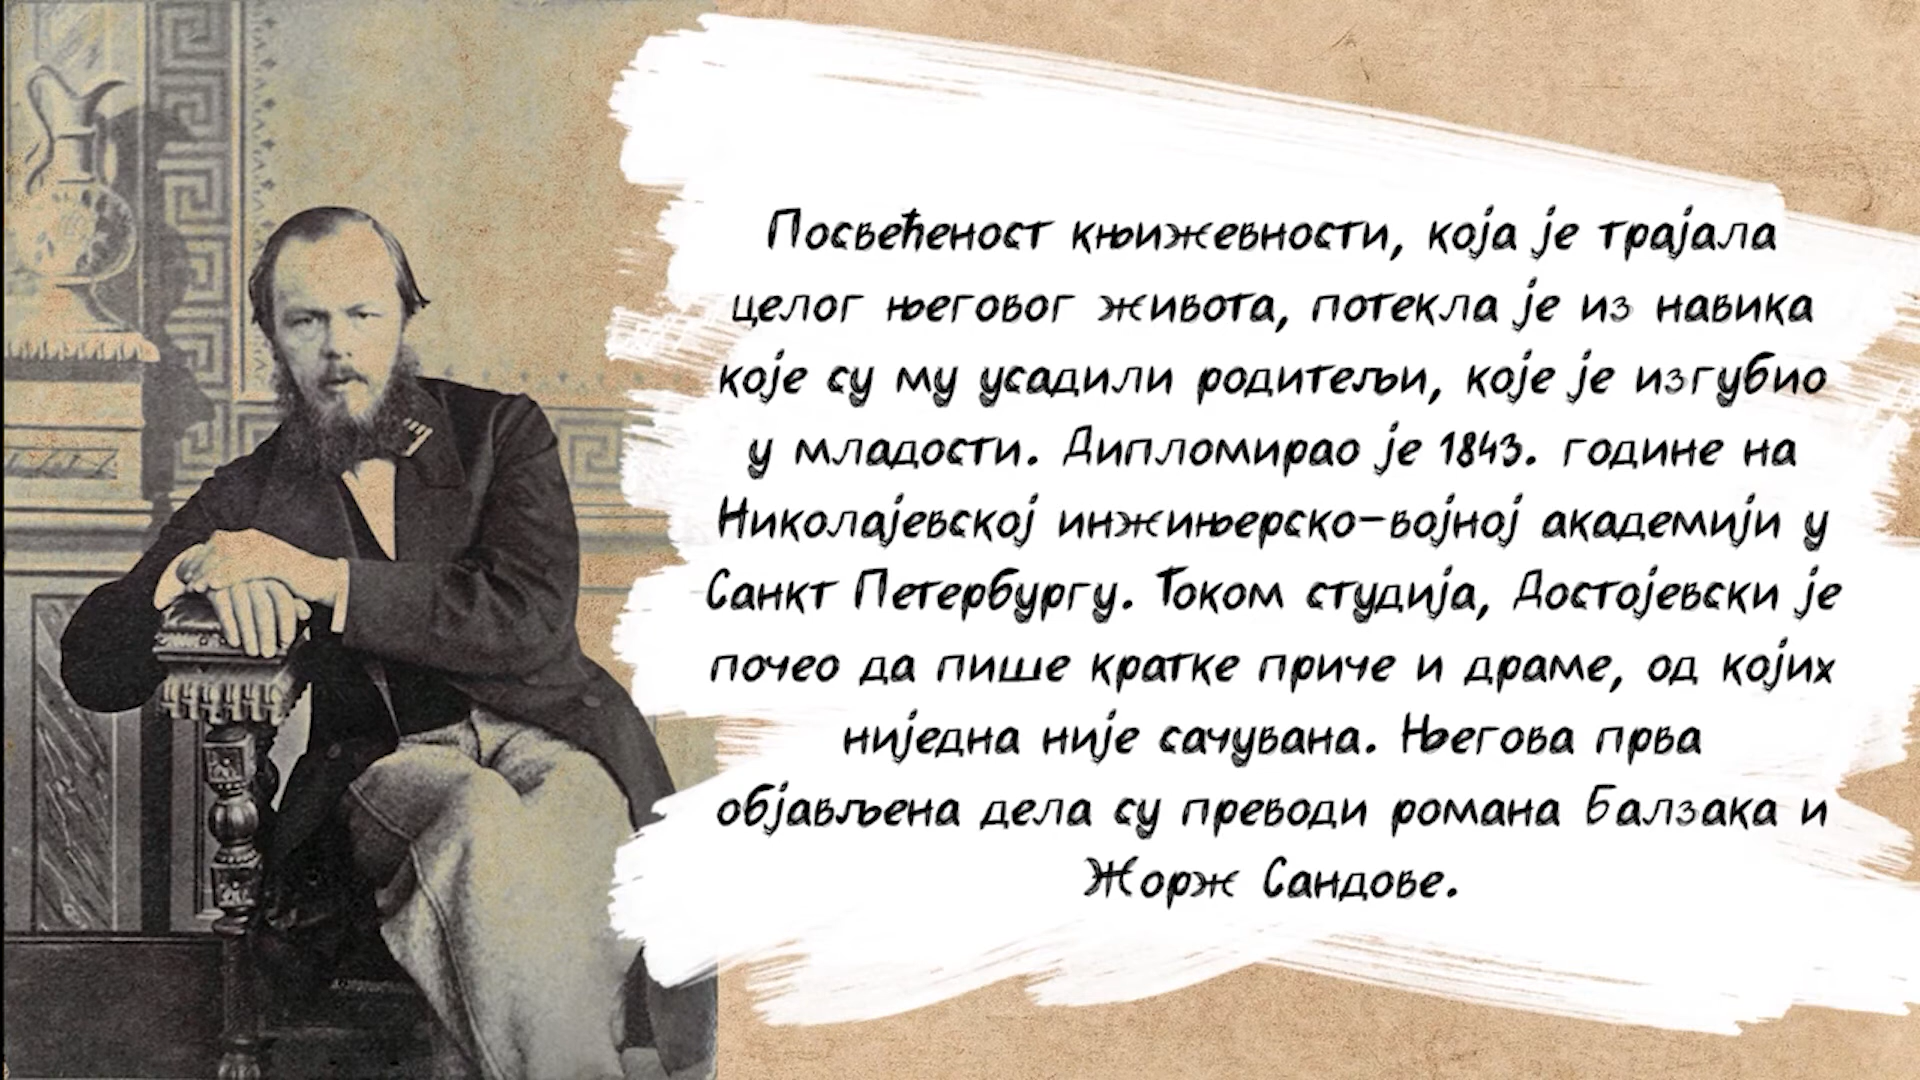 Посвећеност књижевности, која је трајала
целог његовог живота, потекла је из навика
које су му усадили родитељи, које је изгубио
у младости. Дипломирао је 1843. године на
Николајевској инжињерско-војној академији у
Санкт Петербургу. Током студија, Достојевски је
почео да пише кратке приче и драме, од којих
ниједна није сачувана. Његова прва
објављена дела су преводи романа Балзака и
Жорж Сандове.